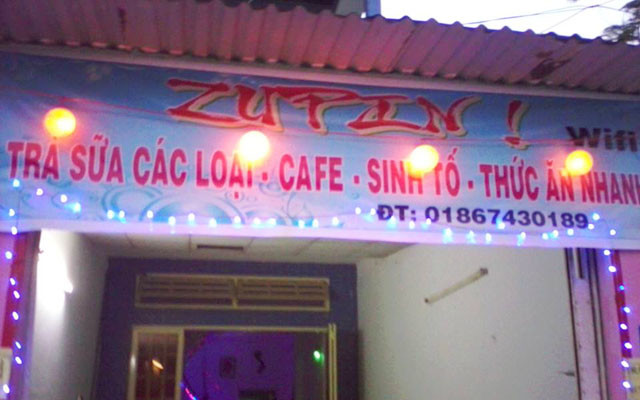 ZUPEN !
Wifi
TRÀ SỮA CÁC LOẠI - CAFE - SINH TỐ - THỨC ĂN NHANH
ĐT: 01867430189